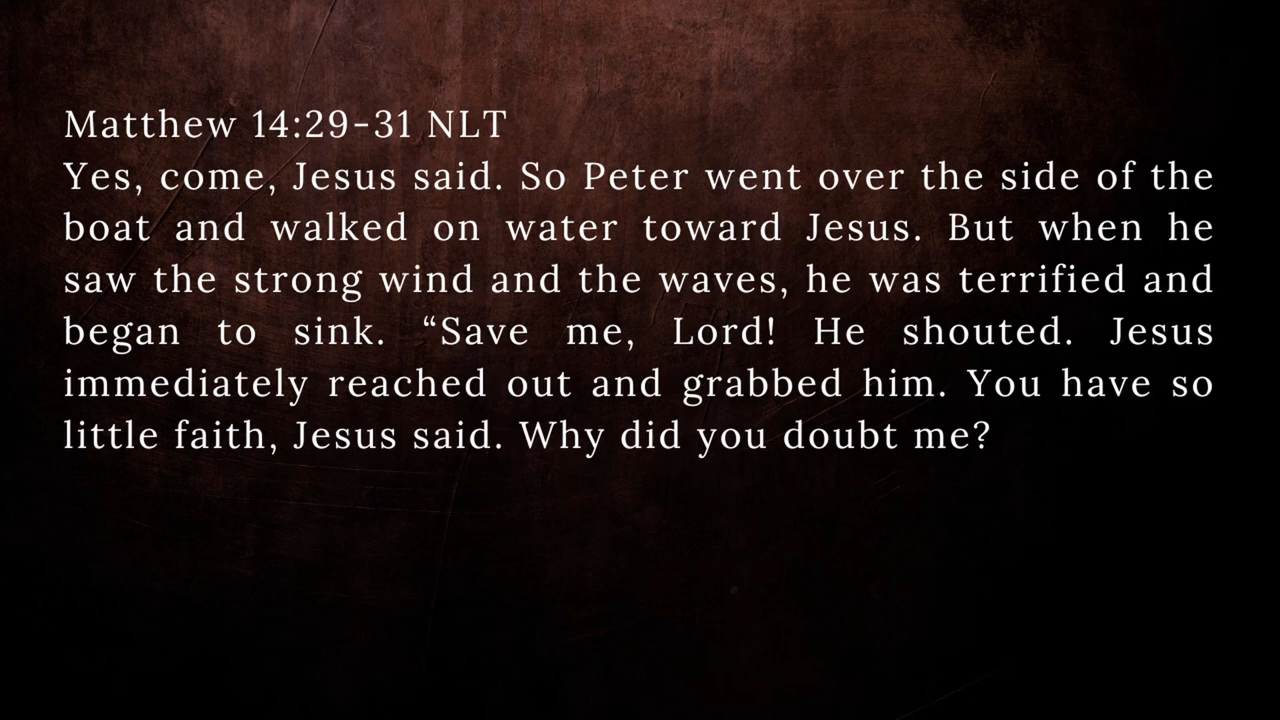 Matthew 14:29-31 NLT
Yes, come, Jesus said. So Peter went over the side of the
boat and walked on water toward Jesus. But when he
saw the strong wind and the waves, he was terrified and
began to sink. “Save me, Lord! He shouted. Jesus
immediately reached out and grabbed him. You have so
little faith, Jesus said. Why did you doubt me?